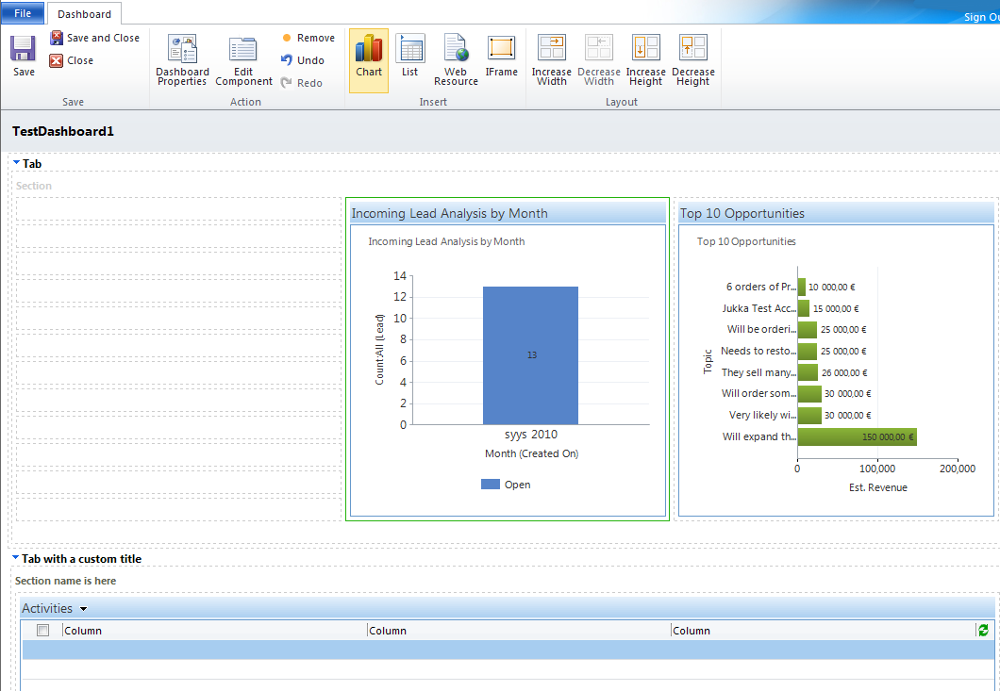 File
Dashboard
Sign Ou
Save
Save and Close
Close
Save
Dashboard
Properties
Edit
Component
Remove
Undo
Redo
Action
Chart
List
Web
Resource
IFrame
Insert
Increase
Width
Decrease
Width
Increase
Height
Decrease
Height
Layout
TestDashboard1
Tab
Section
Incoming Lead Analysis by Month
Incoming Lead Analysis by Month
14
12
10
8
6
4
2
0
Count:All (Lead)
13
syys 2010
Month (Created On)
Open
Top 10 Opportunities
Top 10 Opportunities
Topic
6 orders of Pr... 10 000,00 €
Jukka Test Acc... 15 000,00 €
Will be orderi... 25 000,00 €
Needs to resto... 25 000,00 €
They sell many... 26 000,00 €
Will order som... 30 000,00 €
Very likely wi... 30 000,00 €
Will expand th... 150 000,00 €
0 100,000 200,000
Est. Revenue
Tab with a custom title
Section name is here
Activities
Column Column Column